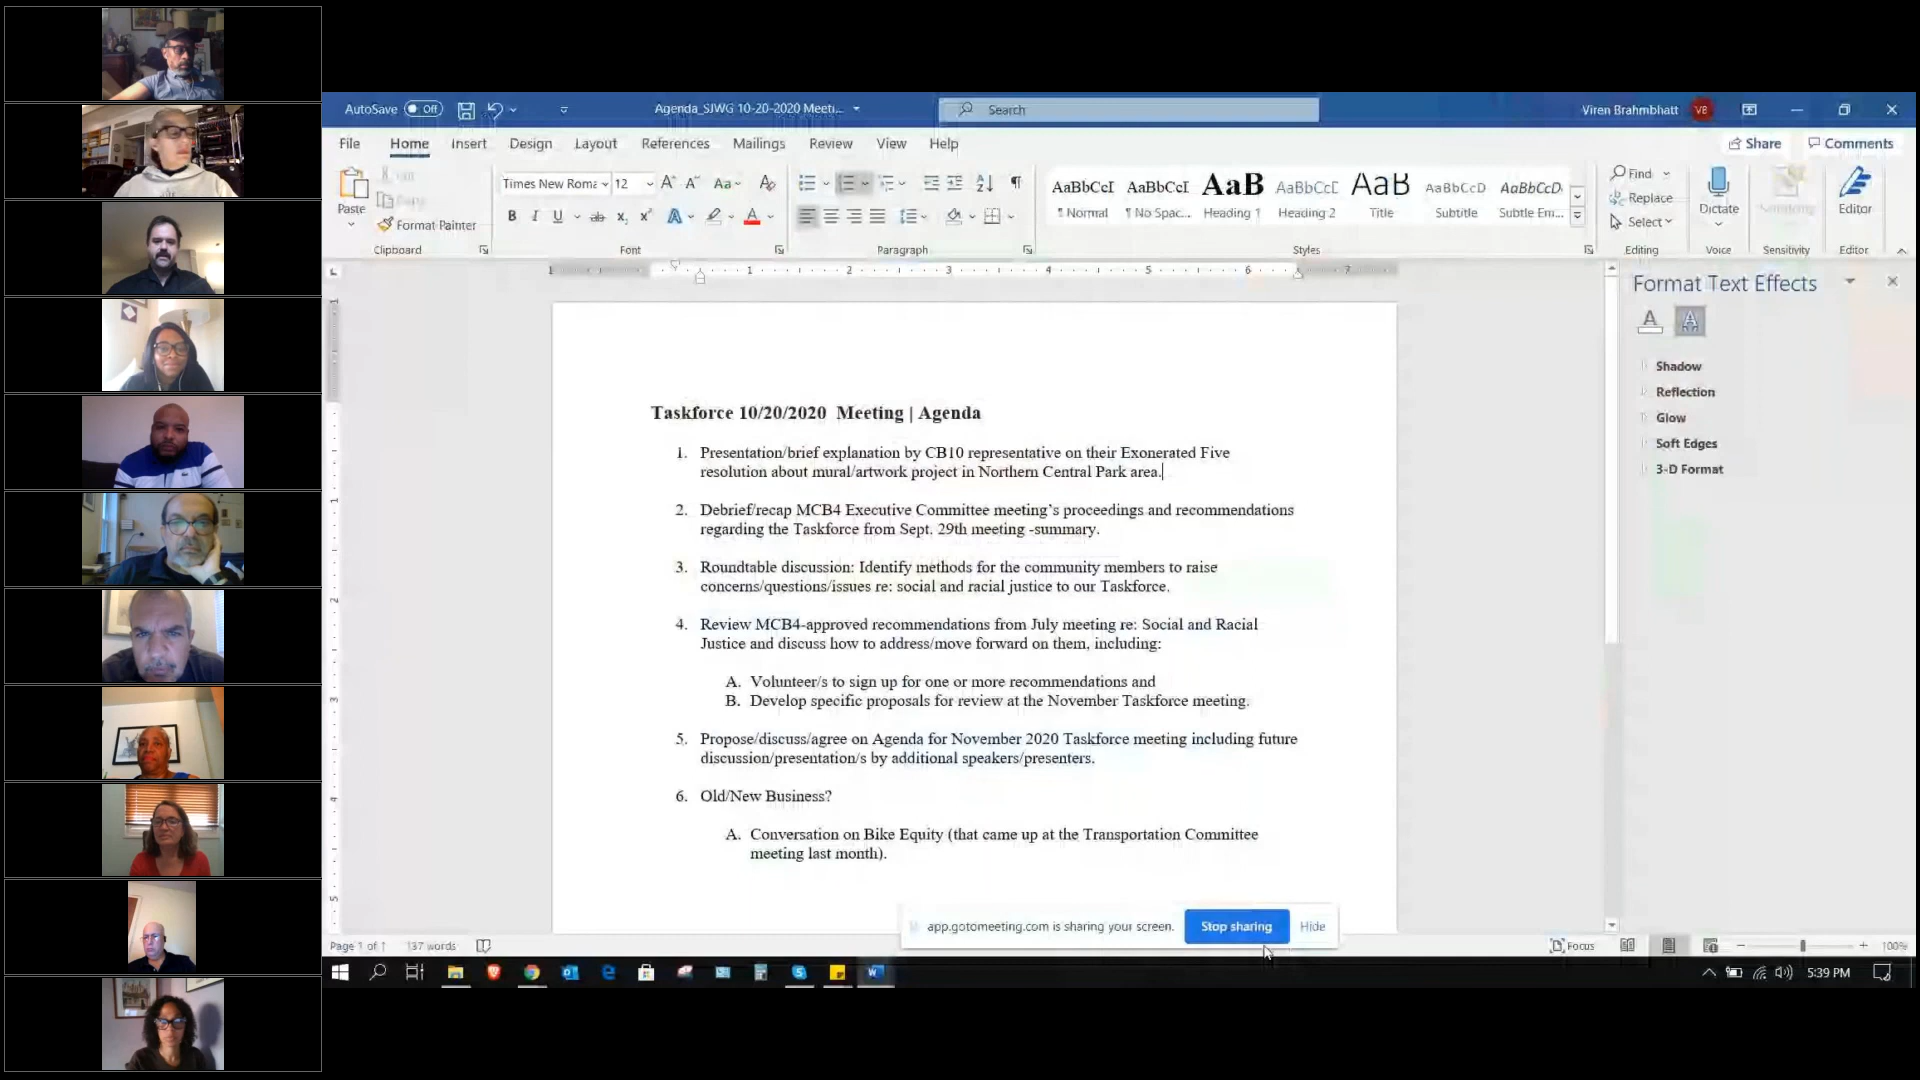 AutoSave Off Agenda_SJWG 10-20-2020 Meeti... Search Viren Brahmbhatt VB
File Home Insert Design Layout References Mailings Review View Help Share Comments
Paste Cut Copy Format Painter
Clipboard
Times New Roma 12
Font
Paragraph
AaBbCcI AaBbCcI AaB AaBbCcC AaB AaBbCcD AaBbCcD
¶ Normal ¶ No Spac... Heading 1 Heading 2 Title Subtitle Subtle Em...
Styles
Find Replace Select
Editing
Dictate
Voice
Sensitivity
Sensitivity
Editor
Editor
1 1 2 3 4 5 6 7
Format Text Effects
Shadow
Reflection
Glow
Soft Edges
3-D Format
Taskforce 10/20/2020 Meeting | Agenda
1. Presentation/brief explanation by CB10 representative on their Exonerated Five
resolution about mural/artwork project in Northern Central Park area.
2. Debrief/recap MCB4 Executive Committee meeting's proceedings and recommendations
regarding the Taskforce from Sept. 29th meeting -summary.
3. Roundtable discussion: Identify methods for the community members to raise
concerns/questions/issues re: social and racial justice to our Taskforce.
4. Review MCB4-approved recommendations from July meeting re: Social and Racial
Justice and discuss how to address/move forward on them, including:
A. Volunteer/s to sign up for one or more recommendations and
B. Develop specific proposals for review at the November Taskforce meeting.
5. Propose/discuss/agree on Agenda for November 2020 Taskforce meeting including future
discussion/presentation/s by additional speakers/presenters.
6. Old/New Business?
A. Conversation on Bike Equity (that came up at the Transportation Committee
meeting last month).
app.gotomeeting.com is sharing your screen. Stop sharing Hide
Page 1 of 1 137 words Focus 100%
5:39 PM